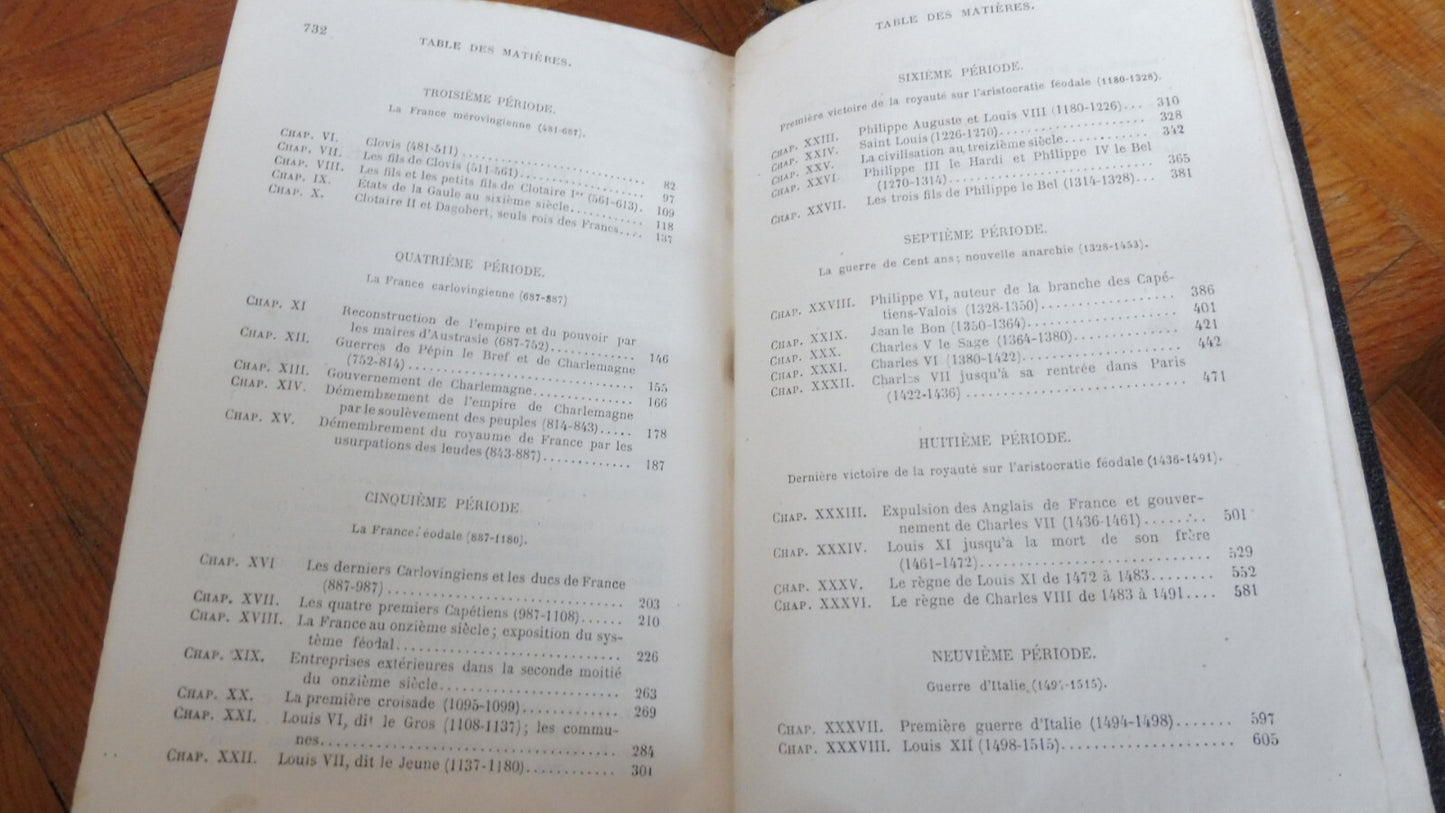 732
TABLE DES MATIÈRES.
TROISIÈME PÉRIODE.
La France mérovingienne (481-687).
CHAP. VI. Clovis (481-511) 82
CHAP. VII. Les fils de Clovis (511-561) 97
CHAP. VIII. Les fils et les petits fils de Clotaire Ier (561-613). 109
CHAP. IX. États de la Gaule au sixième siècle 118
CHAP. X. Clotaire II et Dagobert, seuls rois des Francs 137
QUATRIÈME PÉRIODE.
La France carlovingienne (687-887)
CHAP. XI Reconstruction de l'empire et du pouvoir par
les maires d'Austrasie (687-752) 146
CHAP. XII. Guerres de Pépin le Bref et de Charlemagne
(752-814) 155
CHAP. XIII. Gouvernement de Charlemagne 166
CHAP. XIV. Démembrement de l'empire de Charlemagne
par le soulèvement des peuples (814-843) 178
CHAP. XV. Démembrement du royaume de France par les
usurpations des leudes (843-887) 187
CINQUIÈME PÉRIODE
La France féodale (887-1180).
CHAP. XVI Les derniers Carlovingiens et les ducs de France
(887-987) 203
CHAP. XVII. Les quatre premiers Capétiens (987-1108) 210
CHAP. XVIII. La France au onzième siècle; exposition du sys-
tème féodal 226
CHAP. XIX. Entreprises extérieures dans la seconde moitié
du onzième siècle 263
CHAP. XX. La première croisade (1095-1099) 269
CHAP. XXI. Louis VI, dit le Gros (1108-1137); les commu-
nes 284
CHAP. XXII. Louis VII, dit le Jeune (1137-1180) 301
TABLE DES MATIÈRES.
SIXIÈME PÉRIODE.
Première victoire de la royauté sur l'aristocratie féodale (1180-1328).
CHAP. XXIII. Philippe Auguste et Louis VIII (1180-1226) 310
CHAP. XXIV. Saint Louis (1226-1270) 328
CHAP. XXV. La civilisation au treizième siècle 342
CHAP. XXVI. Philippe III le Hardi et Philippe IV le Bel
(1270-1314) 365
CHAP. XXVII. Les trois fils de Philippe le Bel (1314-1328) 381
SEPTIÈME PÉRIODE.
La guerre de Cent ans; nouvelle anarchie (1328-1453).
CHAP. XXVIII. Philippe VI, auteur de la branche des Capé-
tiens-Valois (1328-1350) 386
CHAP. XXIX. Jean le Bon (1350-1364) 401
CHAP. XXX. Charles V le Sage (1364-1380) 421
CHAP. XXXI. Charles VI (1380-1422) 442
CHAP. XXXII. Charles VII jusqu'à sa rentrée dans Paris
(1422-1436) 471
HUITIÈME PÉRIODE.
Dernière victoire de la royauté sur l'aristocratie féodale (1436-1491).
CHAP. XXXIII. Expulsion des Anglais de France et gouver-
nement de Charles VII (1436-1461) 501
CHAP. XXXIV. Louis XI jusqu'à la mort de son frère
(1461-1472) 529
CHAP. XXXV. Le règne de Louis XI de 1472 à 1483 552
CHAP. XXXVI. Le règne de Charles VIII de 1483 à 1491 581
NEUVIÈME PÉRIODE.
Guerre d'Italie
CHAP. XXXVII. Première guerre d'Italie (1494-1498) 597
CHAP. XXXVIII. Louis XII (1498-1515) 605